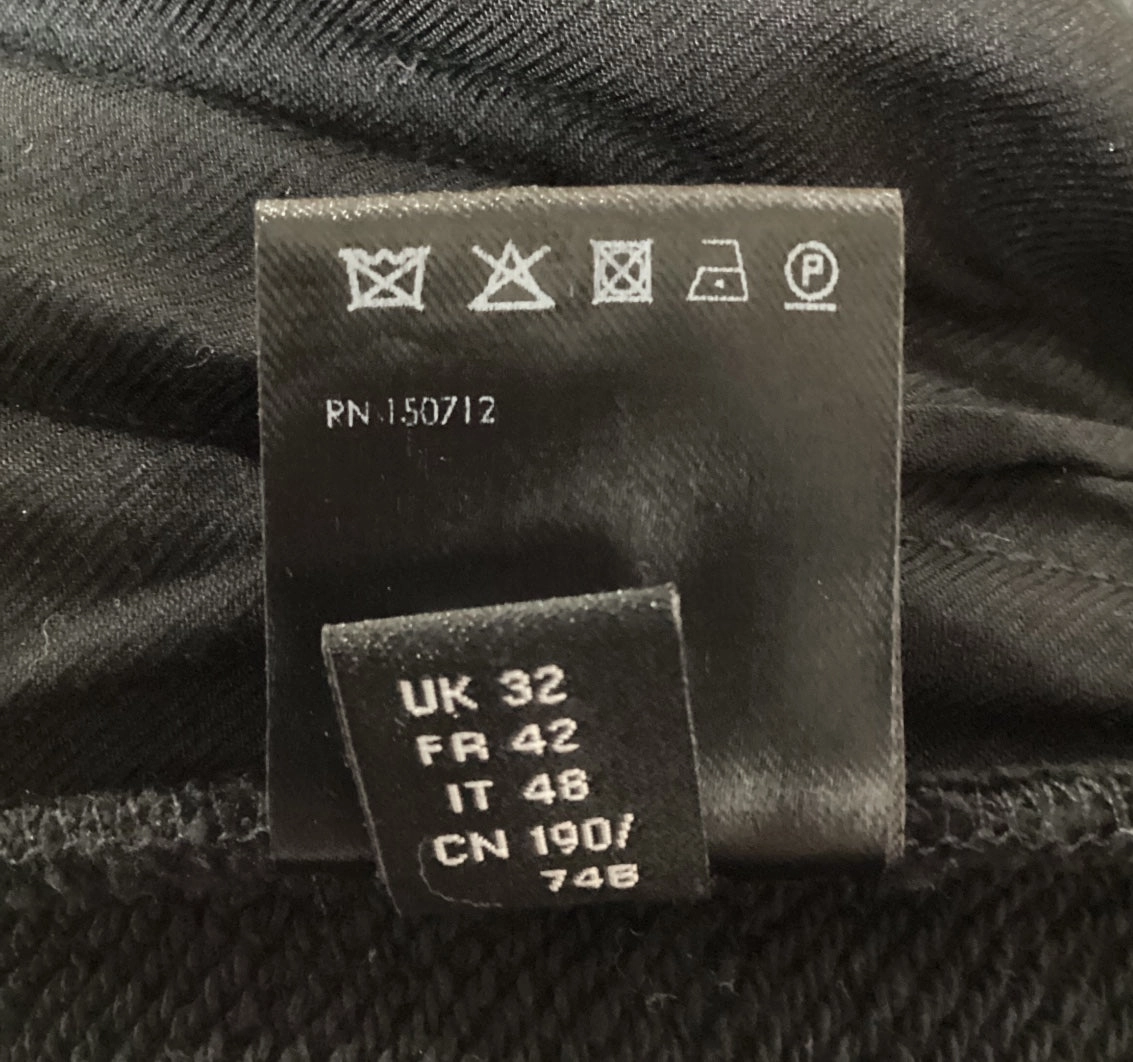 P
RN 150712
UK 32
FR 42
IT 48
CN 190/
74B